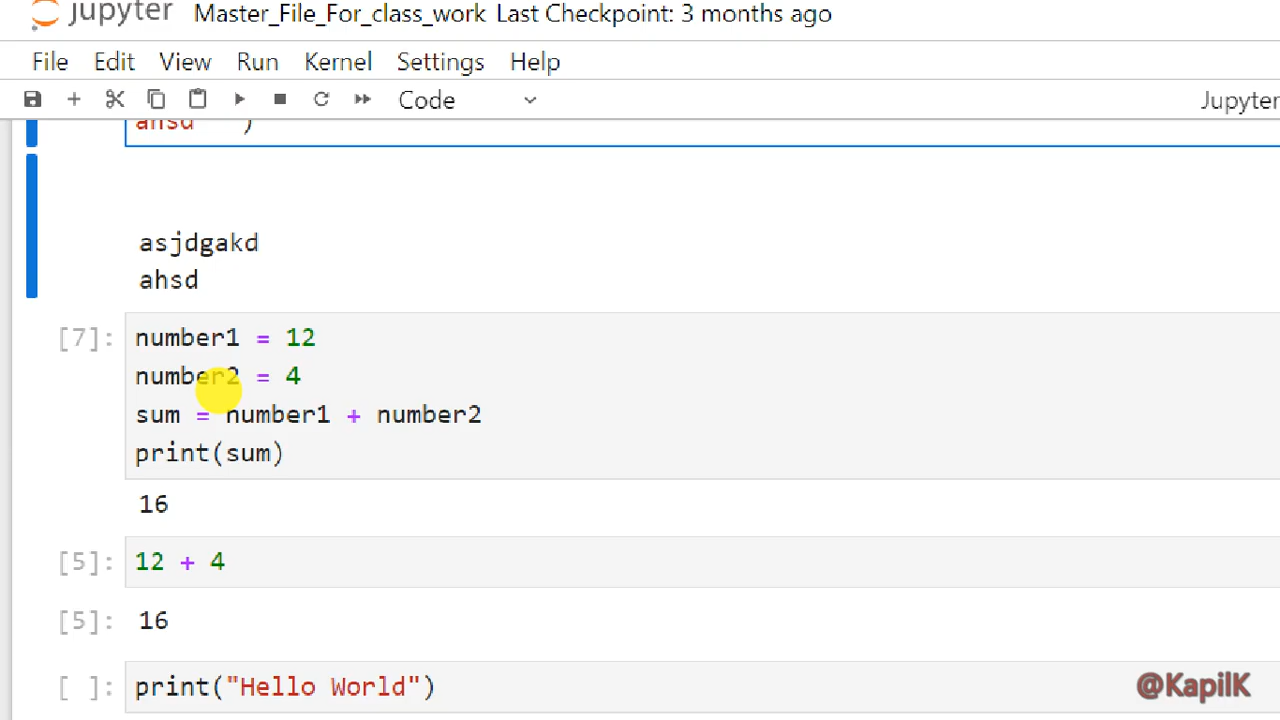 jupyter Master_File_For_class_work Last Checkpoint: 3 months ago
File Edit View Run Kernel Settings Help
Code Jupyter
ahsd ''')
asjdgakd
ahsd
[7]: number1 = 12
number2 = 4
sum = number1 + number2
print(sum)
16
[5]: 12 + 4
[5]: 16
[ ]: print("Hello World")
@KapilK